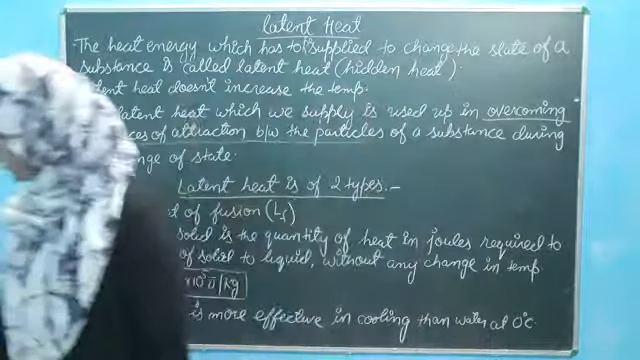 Latent Heat
The heat energy which has to supplied to change the state of a
substance is called latent heat (hidden heat).
tent heat doesn't increase the temp.
latent heat which we supply is used up in overcoming
ces of attraction b/w the particles of a substance during
nge of state.
Latent heat is of 2 types:-
of fusion (Lf)
solid is the quantity of heat in joules required to
of solid to liquid, without any change in temp.
is more effective in cooling than water at 0°c.